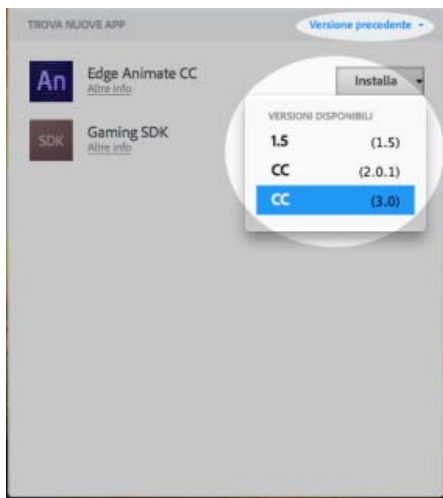 TROVA NUOVE APP
Versione precedente
An
Edge Animate CC
Altre info
Installa
VERSIONI DISPONIBILI
1.5 (1.5)
CC (2.0.1)
CC (3.0)
SDK
Gaming SDK
Altre info